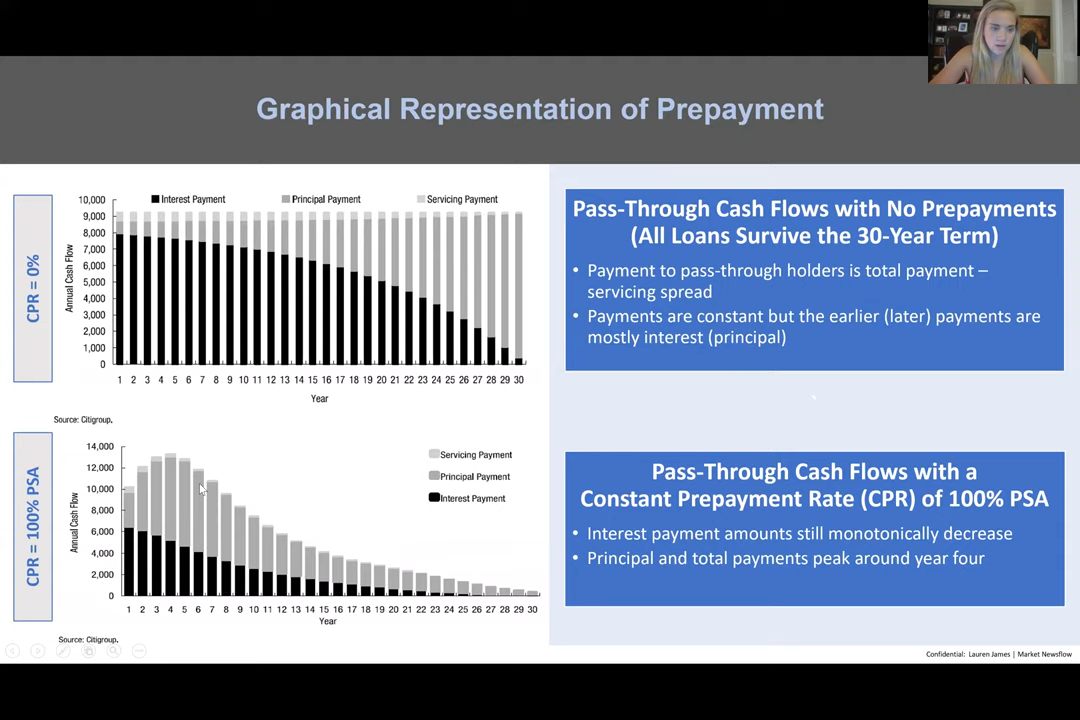 Graphical Representation of Prepayment
CPR = 0%
10,000
9,000
8,000
7,000
6,000
5,000
4,000
3,000
2,000
1,000
0
Annual Cash Flow
Interest Payment Principal Payment Servicing Payment
1 2 3 4 5 6 7 8 9 10 11 12 13 14 15 16 17 18 19 20 21 22 23 24 25 26 27 28 29 30
Year
Source: Citigroup.
Pass-Through Cash Flows with No Prepayments
(All Loans Survive the 30-Year Term)
• Payment to pass-through holders is total payment –
servicing spread
• Payments are constant but the earlier (later) payments are
mostly interest (principal)
CPR = 100% PSA
14,000
12,000
10,000
8,000
6,000
4,000
2,000
0
Annual Cash Flow
Servicing Payment
Principal Payment
Interest Payment
1 2 3 4 5 6 7 8 9 10 11 12 13 14 15 16 17 18 19 20 21 22 23 24 25 26 27 28 29 30
Year
Source: Citigroup.
Pass-Through Cash Flows with a
Constant Prepayment Rate (CPR) of 100% PSA
• Interest payment amounts still monotonically decrease
• Principal and total payments peak around year four
Confidential: Lauren James | Market Newsflow